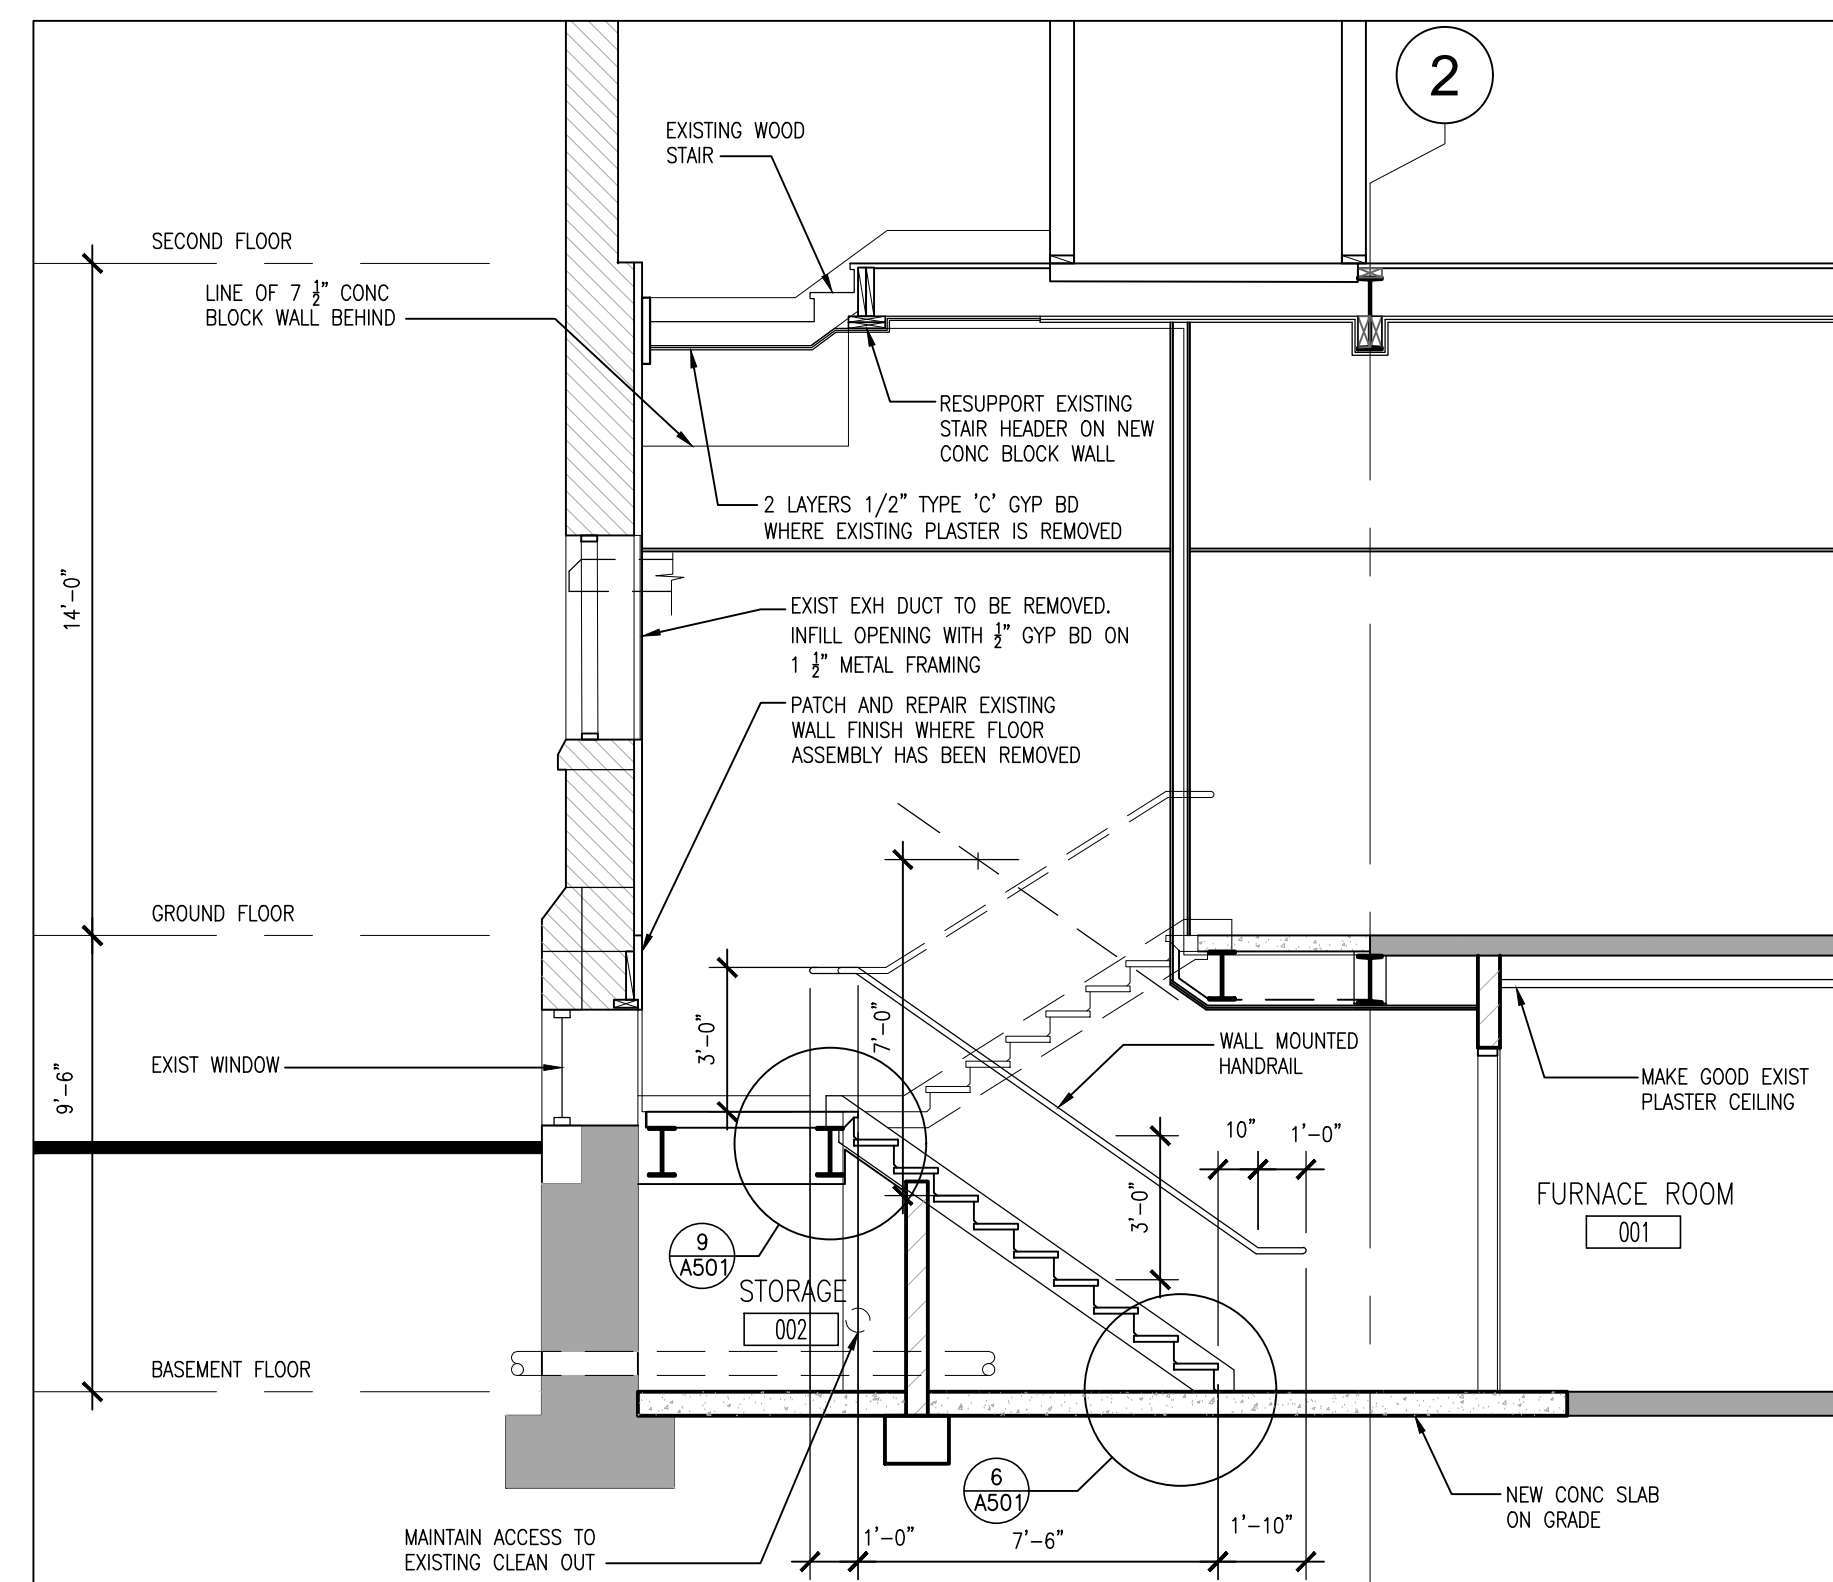 2
EXISTING WOOD
STAIR
SECOND FLOOR
LINE OF 7 ½" CONC
BLOCK WALL BEHIND
RESUPPORT EXISTING
STAIR HEADER ON NEW
CONC BLOCK WALL
2 LAYERS 1/2" TYPE 'C' GYP BD
WHERE EXISTING PLASTER IS REMOVED
14'-0"
EXIST EXH DUCT TO BE REMOVED.
INFILL OPENING WITH ½" GYP BD ON
1 ½" METAL FRAMING
PATCH AND REPAIR EXISTING
WALL FINISH WHERE FLOOR
ASSEMBLY HAS BEEN REMOVED
GROUND FLOOR
3'-0"
7'-0"
WALL MOUNTED
HANDRAIL
EXIST WINDOW
9'-6"
MAKE GOOD EXIST
PLASTER CEILING
10"
1'-0"
3'-0"
FURNACE ROOM
001
9
A501
STORAGE
002
BASEMENT FLOOR
6
A501
NEW CONC SLAB
ON GRADE
MAINTAIN ACCESS TO
EXISTING CLEAN OUT
1'-0"
7'-6"
1'-10"